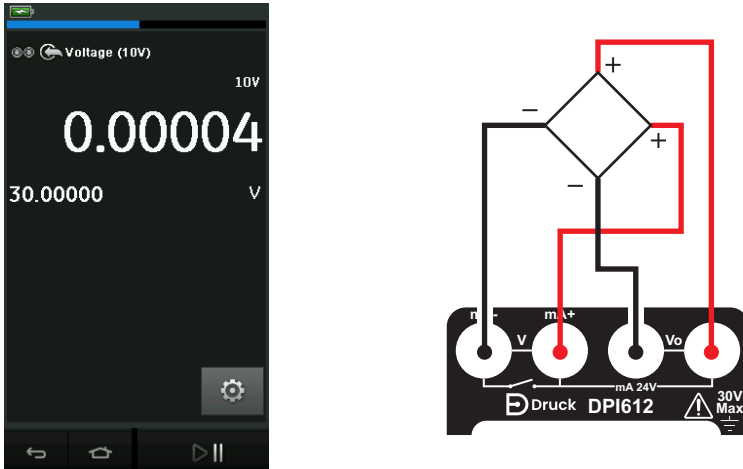 Voltage (10V)
10V
0.00004
30.00000 V
+
−
+
−
mA+
V
Vo
mA 24V
Druck DPI612
30V
Max